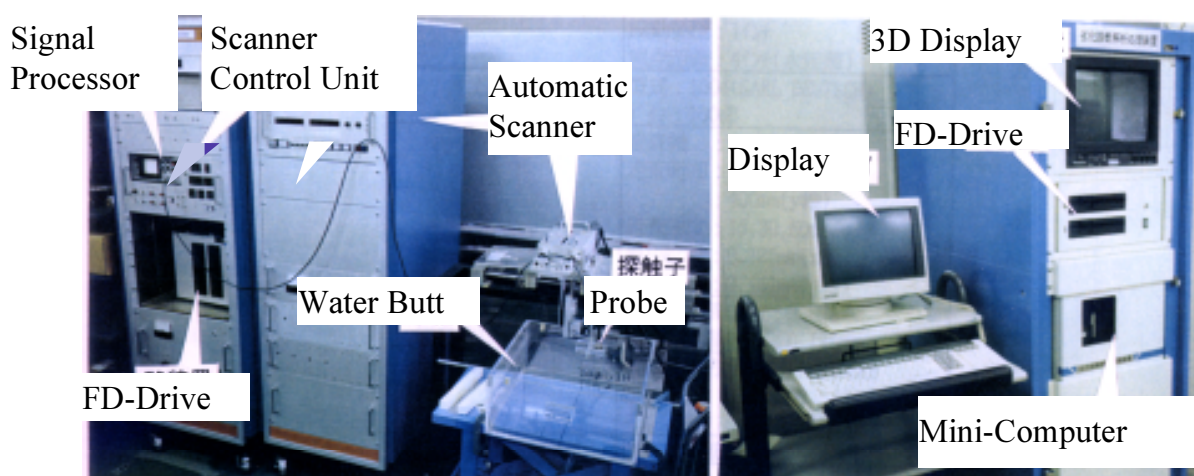 Signal
Processor
Scanner
Control Unit
Automatic
Scanner
Water Butt
Probe
探触子
FD-Drive
3D Display
FD-Drive
Display
Mini-Computer